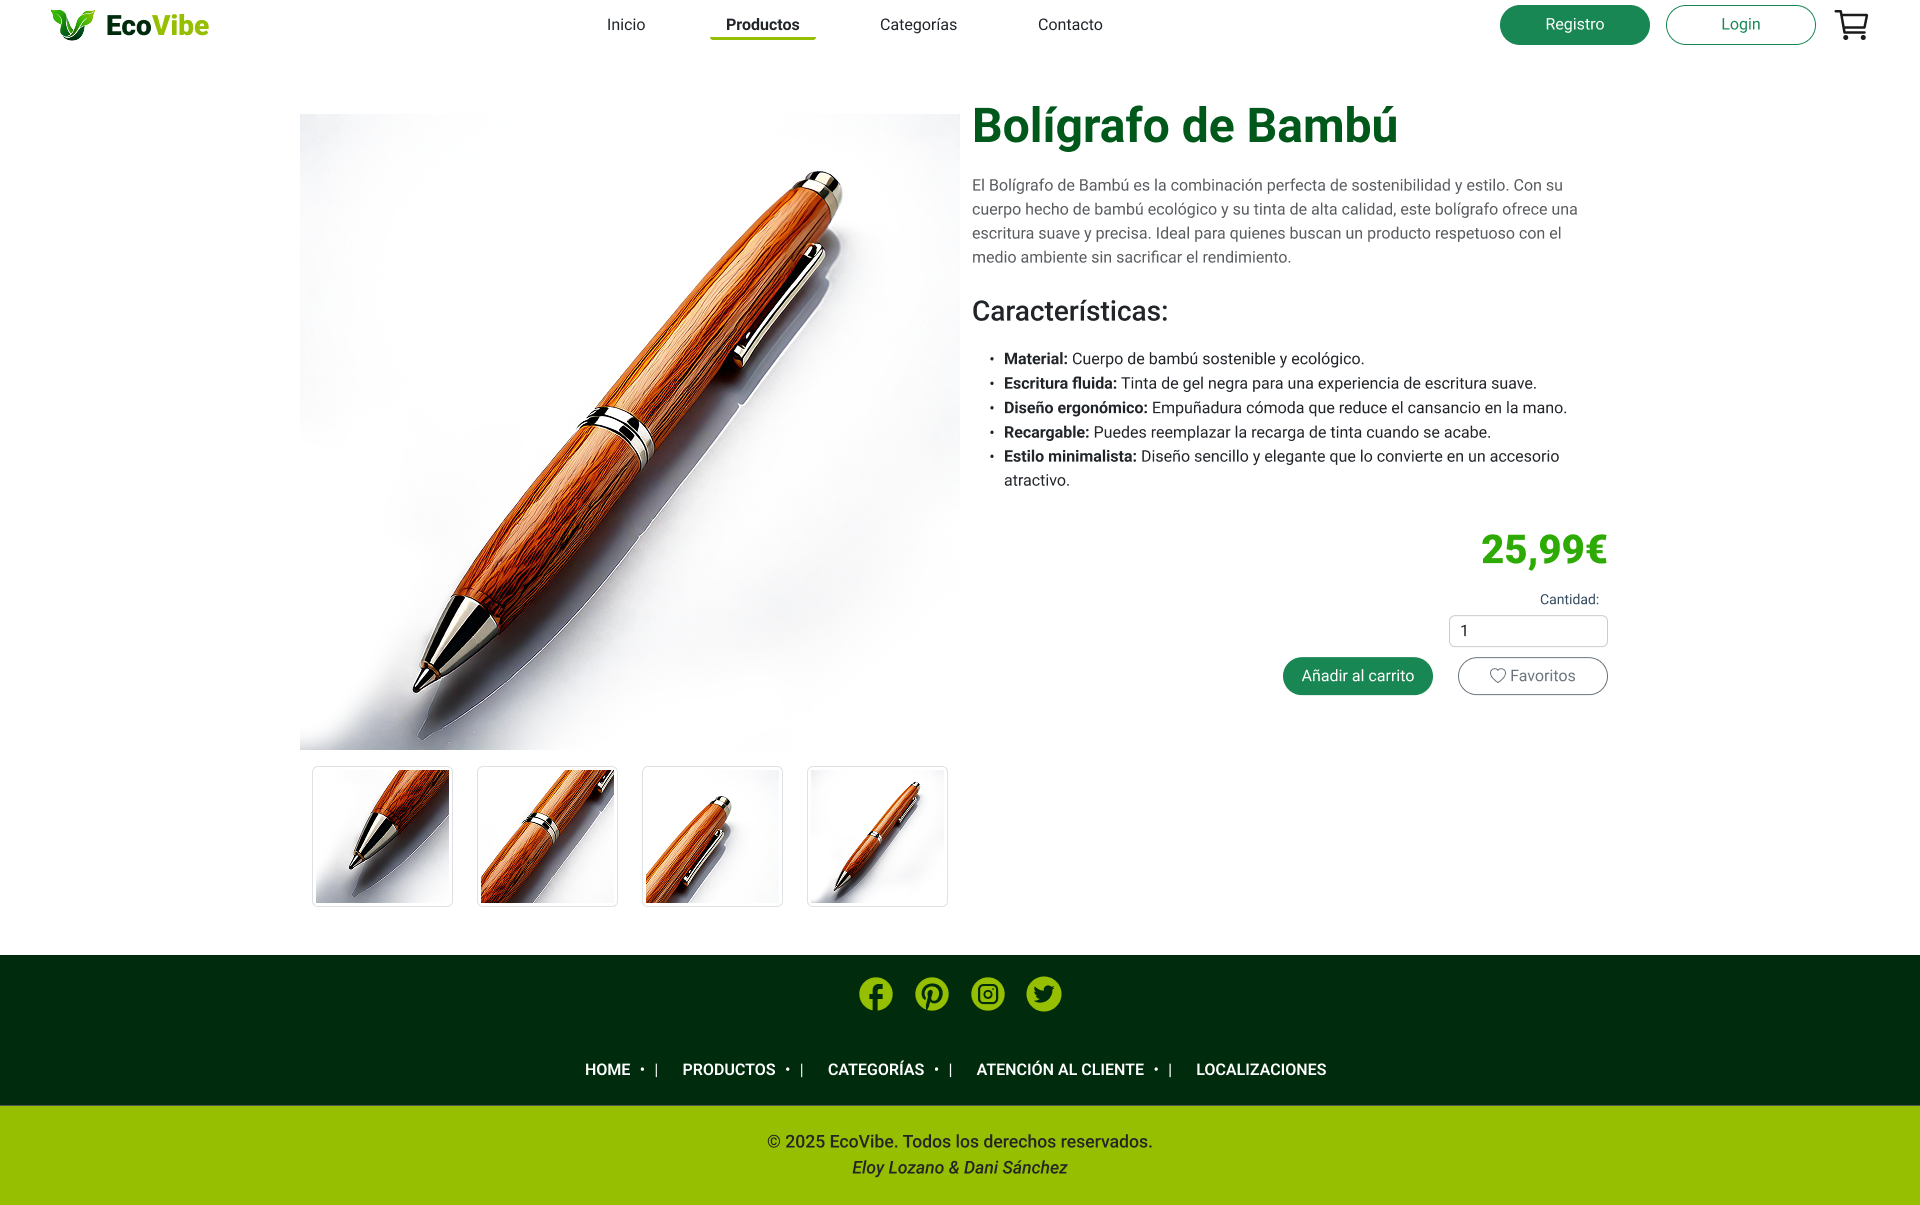 EcoVibe
Inicio
Productos
Categorías
Contacto
Registro
Login
Bolígrafo de Bambú
El Bolígrafo de Bambú es la combinación perfecta de sostenibilidad y estilo. Con su
cuerpo hecho de bambú ecológico y su tinta de alta calidad, este bolígrafo ofrece una
escritura suave y precisa. Ideal para quienes buscan un producto respetuoso con el
medio ambiente sin sacrificar el rendimiento.
Características:
• Material: Cuerpo de bambú sostenible y ecológico.
• Escritura fluida: Tinta de gel negra para una experiencia de escritura suave.
• Diseño ergonómico: Empuñadura cómoda que reduce el cansancio en la mano.
• Recargable: Puedes reemplazar la recarga de tinta cuando se acabe.
• Estilo minimalista: Diseño sencillo y elegante que lo convierte en un accesorio
atractivo.
25,99€
Cantidad:
1
Añadir al carrito
Favoritos
HOME • | PRODUCTOS • | CATEGORÍAS • | ATENCIÓN AL CLIENTE • | LOCALIZACIONES
© 2025 EcoVibe. Todos los derechos reservados.
Eloy Lozano & Dani Sánchez